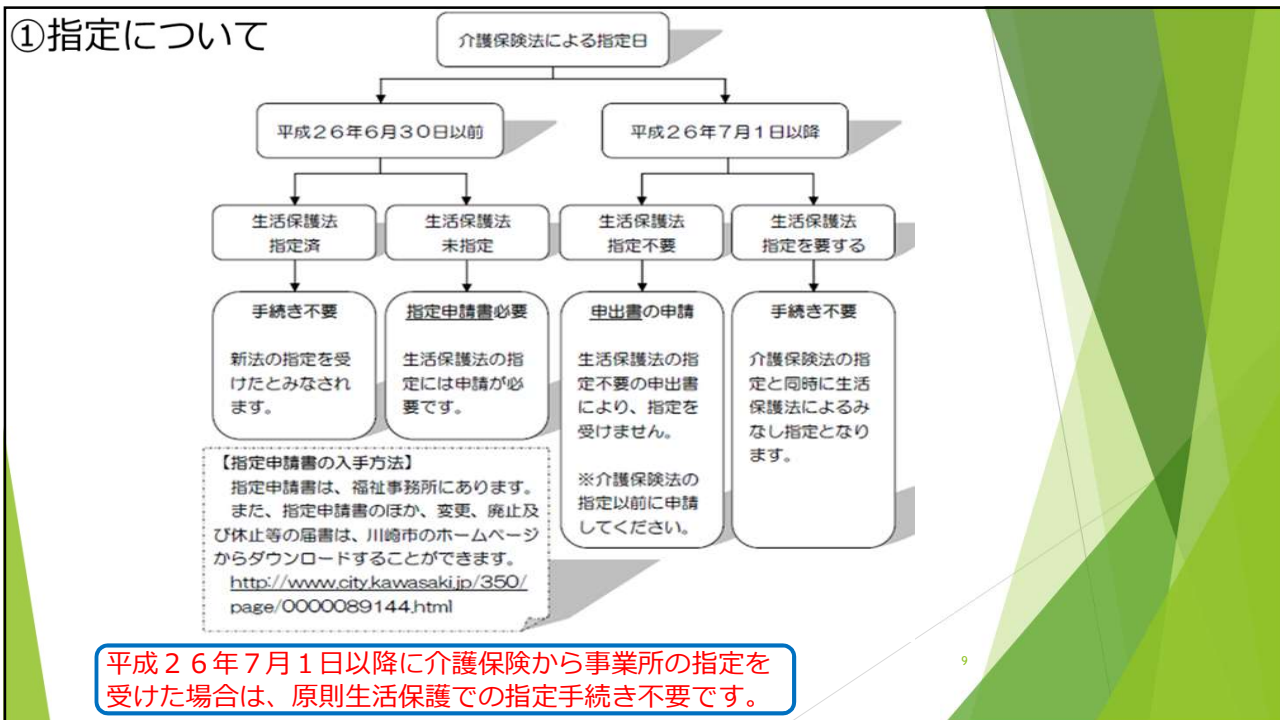 ①指定について
介護保険法による指定日
平成２６年６月３０日以前
平成２６年７月１日以降
生活保護法
指定済
生活保護法
未指定
生活保護法
指定不要
生活保護法
指定を要する
手続き不要
新法の指定を受
けたとみなされ
ます。
指定申請書必要
生活保護法の指
定には申請が必
要です。
申出書の申請
生活保護法の指
定不要の申出書
により、指定を
受けません。
※介護保険法の
指定以前に申請
してください。
手続き不要
介護保険法の指
定と同時に生活
保護法によるみ
なし指定となり
ます。
【指定申請書の入手方法】
指定申請書は、福祉事務所にあります。
また、指定申請書のほか、変更、廃止及
び休止等の届書は、川崎市のホームページ
からダウンロードすることができます。
http://www.city.kawasaki.jp/350/
page/0000089144.html
平成２６年７月１日以降に介護保険から事業所の指定を
受けた場合は、原則生活保護での指定手続き不要です。
9